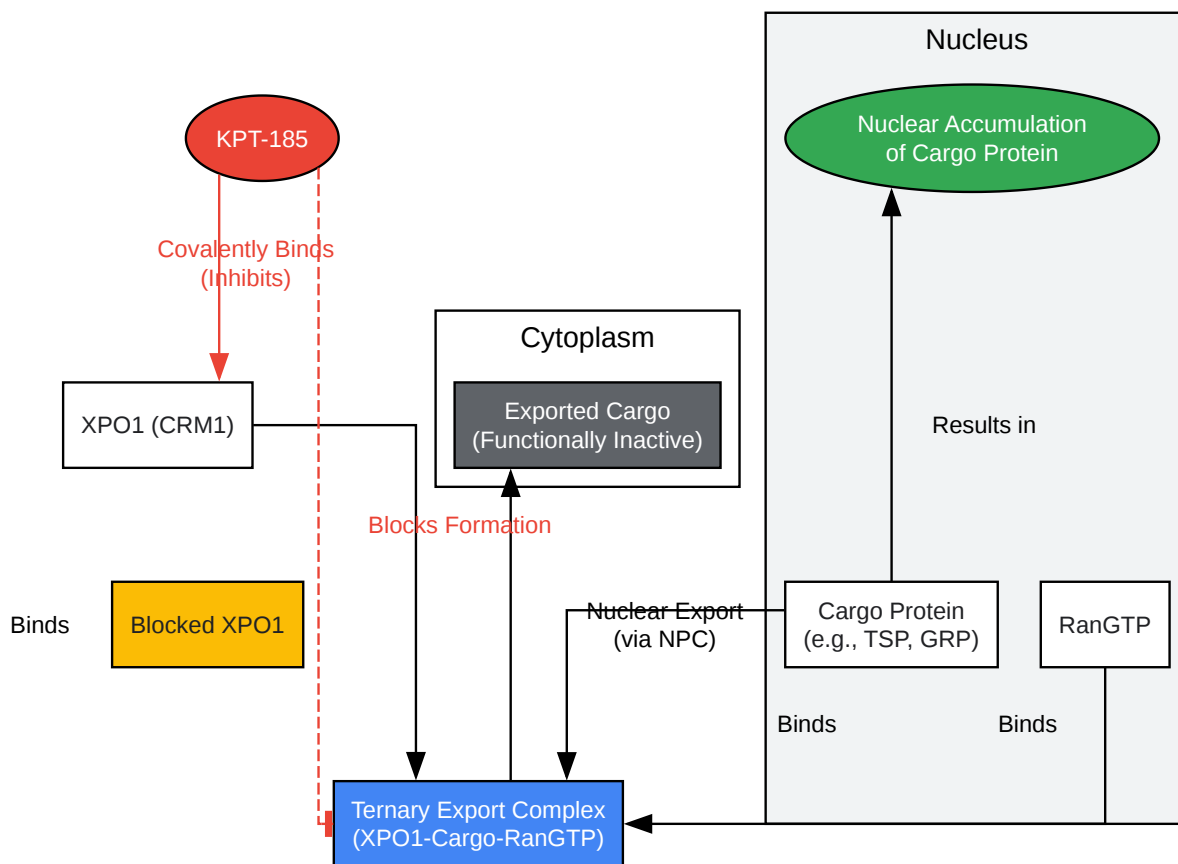 Nucleus
KPT-185
Nuclear Accumulation
of Cargo Protein
Covalently Binds
(Inhibits)
Cytoplasm
XPO1 (CRM1)
Exported Cargo
(Functionally Inactive)
Results in
Blocks Formation
Binds
Blocked XPO1
Nuclear Export
(via NPC)
Cargo Protein
(e.g., TSP, GRP)
RanGTP
Binds
Binds
Ternary Export Complex
(XPO1-Cargo-RanGTP)